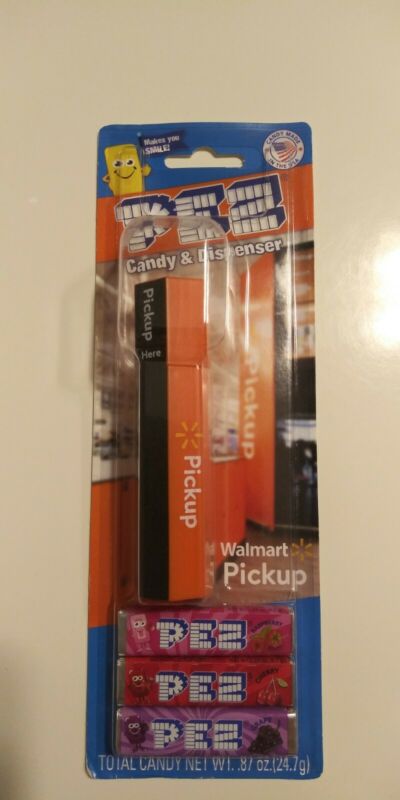 Makes you
SMILE!
CANDY MADE
IN THE USA
PEZ
Candy & Dispenser
Pickup
Here
Pickup
Pickup
Walmart
Pickup
PEZ
RASPBERRY
PEZ
CHERRY
PEZ
GRAPE
TOTAL CANDY NET WT. .87 oz.(24.7g)